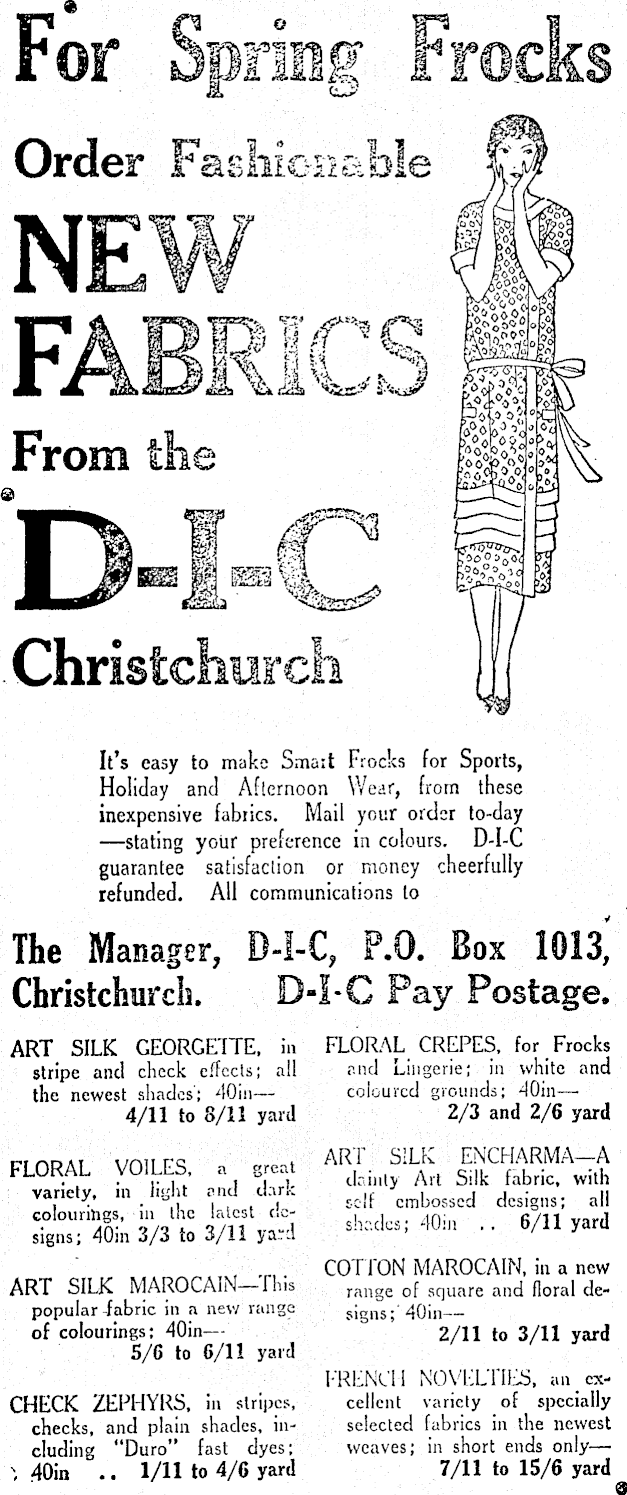 For Spring Frocks
Order Fashionable
NEW
FABRICS
From the
D-I-C
Christchurch
It's easy to make Smart Frocks for Sports,
Holiday and Afternoon Wear, from these
inexpensive fabrics. Mail your order to-day
—stating your preference in colours. D-I-C
guarantee satisfaction or money cheerfully
refunded. All communications to
The Manager, D-I-C, P.O. Box 1013,
Christchurch. D-I-C Pay Postage.
ART SILK GEORGETTE, in
stripe and check effects; all
the newest shades; 40in—
4/11 to 8/11 yard
FLORAL VOILES, a great
variety, in light and dark
colourings, in the latest de-
signs; 40in 3/3 to 3/11 yard
ART SILK MAROCAIN—This
popular fabric in a new range
of colourings; 40in—
5/6 to 6/11 yard
CHECK ZEPHYRS, in stripes,
checks, and plain shades, in-
cluding "Duro" fast dyes;
40in .. 1/11 to 4/6 yard
FLORAL CREPES, for Frocks
and Lingerie; in white and
coloured grounds; 40in—
2/3 and 2/6 yard
ART SILK ENCHARMA—A
dainty Art Silk fabric, with
self embossed designs; all
shades; 40in .. 6/11 yard
COTTON MAROCAIN, in a new
range of square and floral de-
signs; 40in—
2/11 to 3/11 yard
FRENCH NOVELTIES, an ex-
cellent variety of specially
selected fabrics in the newest
weaves; in short ends only—
7/11 to 15/6 yard